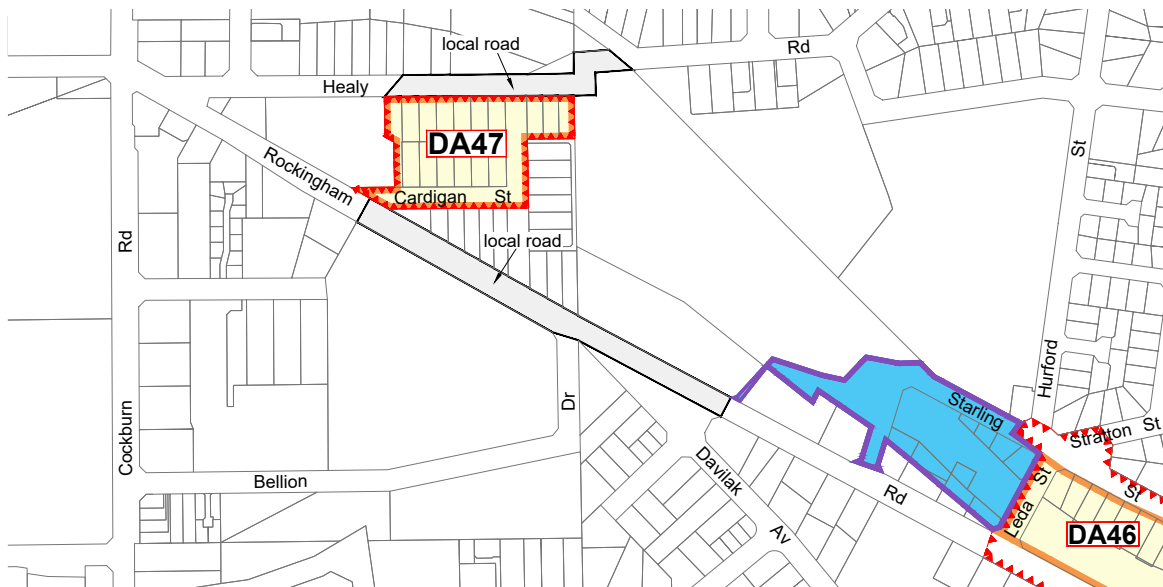 local road
Rd
Healy
DA47
St
Rockingham
Cardigan St
Rd
local road
Hurford
Dr
Starling
Stratton St
Cockburn
Davilak
St
Bellion
Rd
St
Leda
Av
DA46